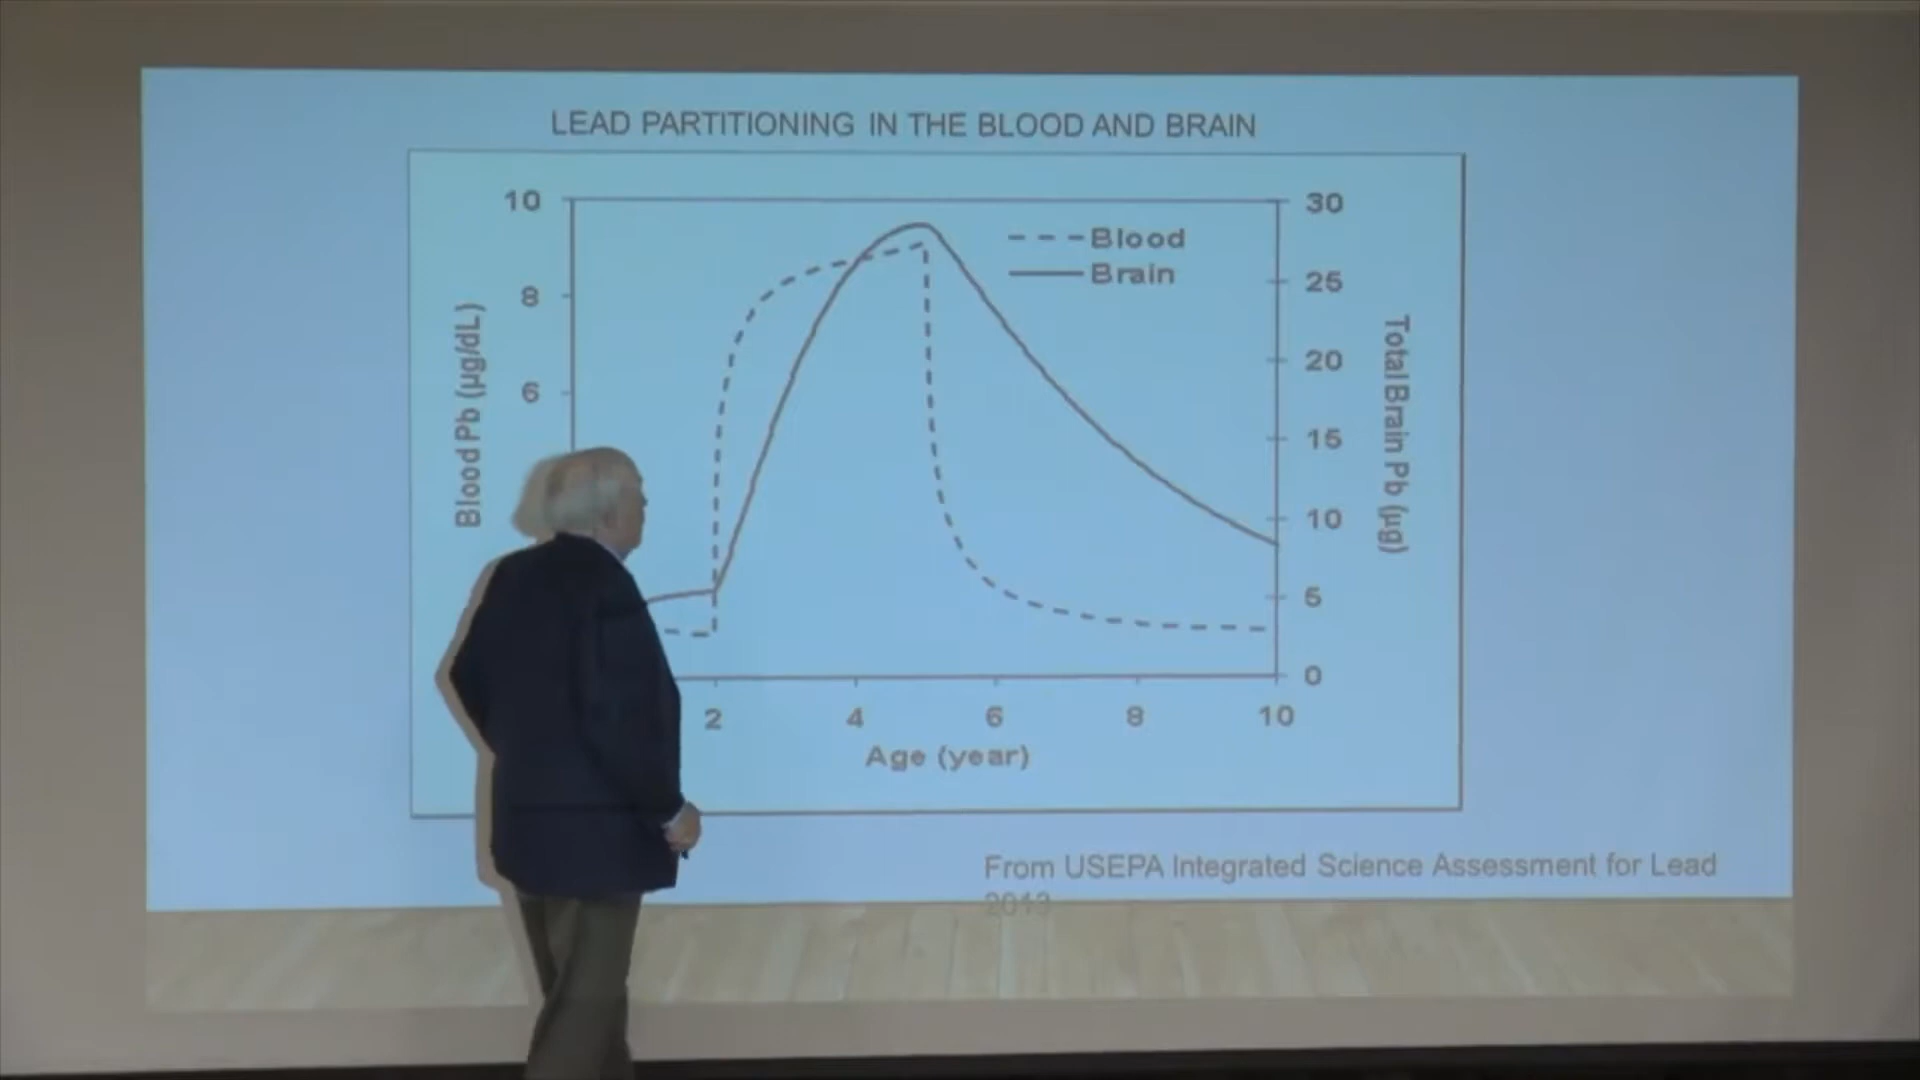 LEAD PARTITIONING IN THE BLOOD AND BRAIN
10
8
6
Blood Pb (µg/dL)
Blood
Brain
30
25
20
15
10
5
0
Total Brain Pb (µg)
2 4 6 8 10
Age (year)
From USEPA Integrated Science Assessment for Lead
2013